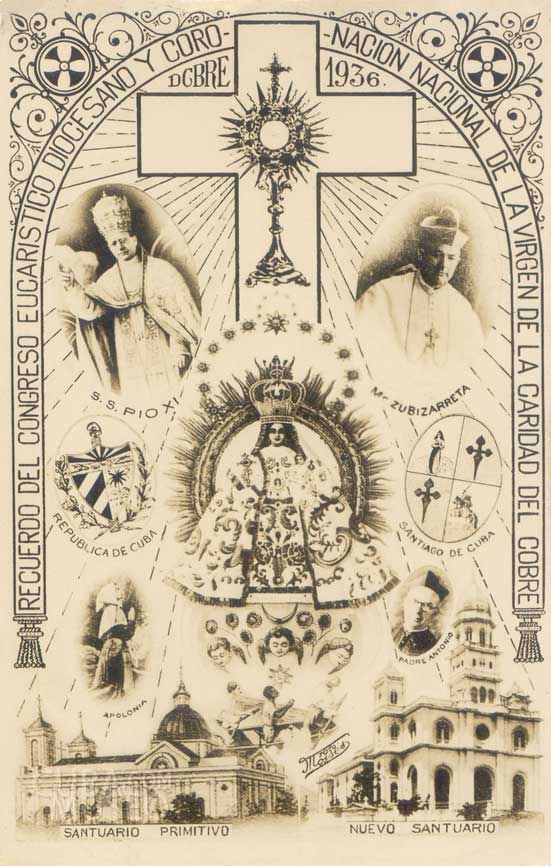 RECUERDO DEL CONGRESO EUCARISTICO DIOCESANO Y CORO-
-NACION NACIONAL DE LA VIRGEN DE LA CARIDAD DEL COBRE
DCBRE 1936.
S. S. PIO XI
Mr ZUBIZARRETA
REPUBLICA DE CUBA
SANTIAGO DE CUBA
APOLONIA
PADRE ANTONIO
SANTUARIO PRIMITIVO
NUEVO SANTUARIO